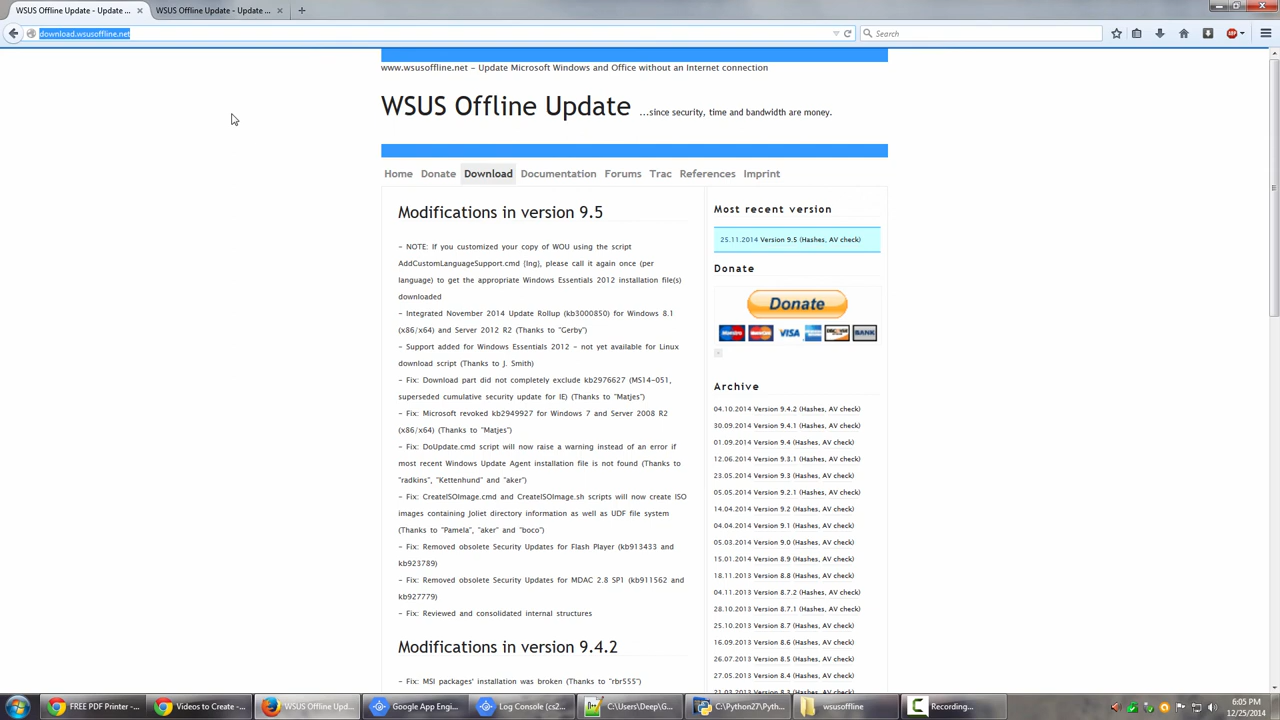 WSUS Offline Update - Update ...
WSUS Offline Update - Update ...
download.wsusoffline.net
Search
www.wsusoffline.net – Update Microsoft Windows and Office without an Internet connection
WSUS Offline Update ...since security, time and bandwidth are money.
Home Donate Download Documentation Forums Trac References Imprint
Modifications in version 9.5
– NOTE: If you customized your copy of WOU using the script
AddCustomLanguageSupport.cmd {lng}, please call it again once (per
language) to get the appropriate Windows Essentials 2012 installation file(s)
downloaded
– Integrated November 2014 Update Rollup (kb3000850) for Windows 8.1
(x86/x64) and Server 2012 R2 (Thanks to "Gerby")
– Support added for Windows Essentials 2012 – not yet available for Linux
download script (Thanks to J. Smith)
– Fix: Download part did not completely exclude kb2976627 (MS14-051,
superseded cumulative security update for IE) (Thanks to "Matjes")
– Fix: Microsoft revoked kb2949927 for Windows 7 and Server 2008 R2
(x86/x64) (Thanks to "Matjes")
– Fix: DoUpdate.cmd script will now raise a warning instead of an error if
most recent Windows Update Agent installation file is not found (Thanks to
"radkins", "Kettenhund" and "aker")
– Fix: CreateISOImage.cmd and CreateISOImage.sh scripts will now create ISO
images containing Joliet directory information as well as UDF file system
(Thanks to "Pamela", "aker" and "boco")
– Fix: Removed obsolete Security Updates for Flash Player (kb913433 and
kb923789)
– Fix: Removed obsolete Security Updates for MDAC 2.8 SP1 (kb911562 and
kb927779)
– Fix: Reviewed and consolidated internal structures
Modifications in version 9.4.2
– Fix: MSI packages' installation was broken (Thanks to "rbr555")
Most recent version
25.11.2014 Version 9.5 (Hashes, AV check)
Donate
Donate
Maestro VISA DISCOVER BANK
Archive
04.10.2014 Version 9.4.2 (Hashes, AV check)
30.09.2014 Version 9.4.1 (Hashes, AV check)
01.09.2014 Version 9.4 (Hashes, AV check)
12.06.2014 Version 9.3.1 (Hashes, AV check)
23.05.2014 Version 9.3 (Hashes, AV check)
05.05.2014 Version 9.2.1 (Hashes, AV check)
14.04.2014 Version 9.2 (Hashes, AV check)
04.04.2014 Version 9.1 (Hashes, AV check)
05.03.2014 Version 9.0 (Hashes, AV check)
15.01.2014 Version 8.9 (Hashes, AV check)
18.11.2013 Version 8.8 (Hashes, AV check)
04.11.2013 Version 8.7.2 (Hashes, AV check)
28.10.2013 Version 8.7.1 (Hashes, AV check)
25.10.2013 Version 8.7 (Hashes, AV check)
16.09.2013 Version 8.6 (Hashes, AV check)
26.07.2013 Version 8.5 (Hashes, AV check)
27.05.2013 Version 8.4 (Hashes, AV check)
21.03.2013 Version 8.3 (Hashes, AV check)
FREE PDF Printer -...
Videos to Create -...
WSUS Offline Upd...
Google App Engi...
Log Console (cs2...
C:\Users\Deep\G...
C:\Python27\Pyth...
wsusoffline
Recording...
6:05 PM
12/25/2014